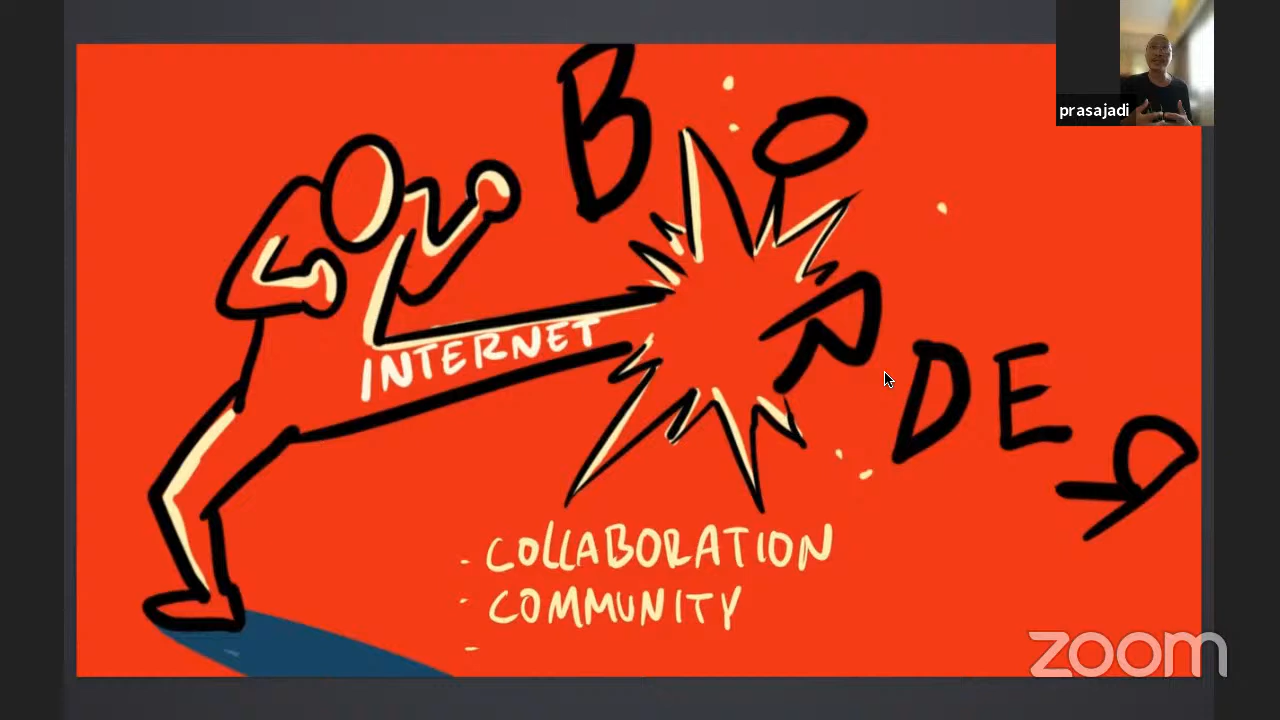 BORDER
prasajadi
INTERNET
- COLLABORATION
- COMMUNITY
-
zoom